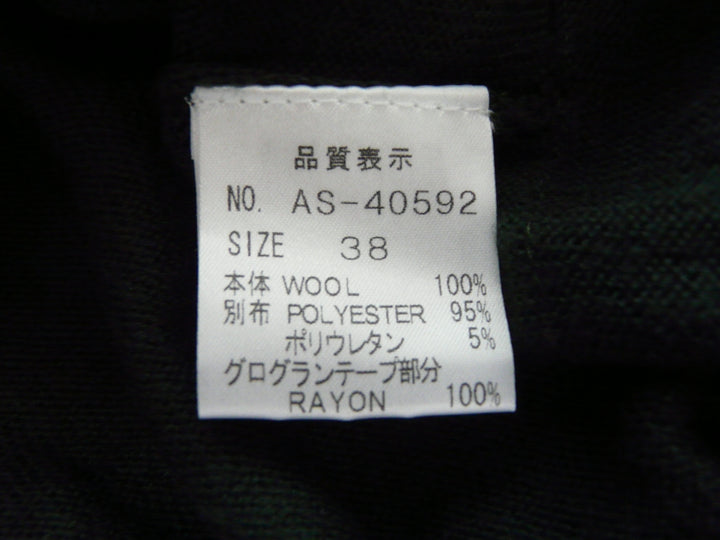 品質表示
NO. AS-40592
SIZE 38
本体 WOOL 100%
別布 POLYESTER 95%
ポリウレタン 5%
グログランテープ部分
RAYON 100%